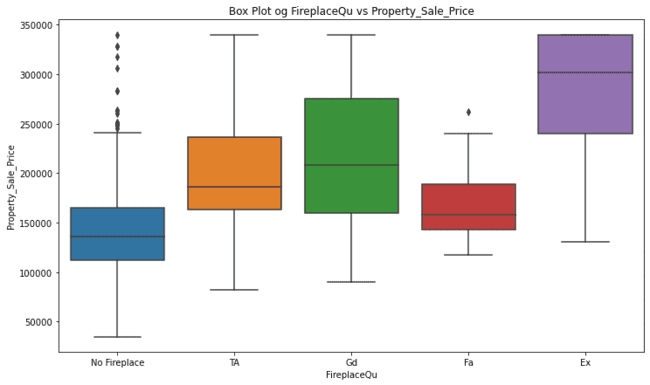 Box Plot og FireplaceQu vs Property_Sale_Price
350000
300000
250000
200000
150000
100000
50000
Property_Sale_Price
No Fireplace TA Gd Fa Ex
FireplaceQu